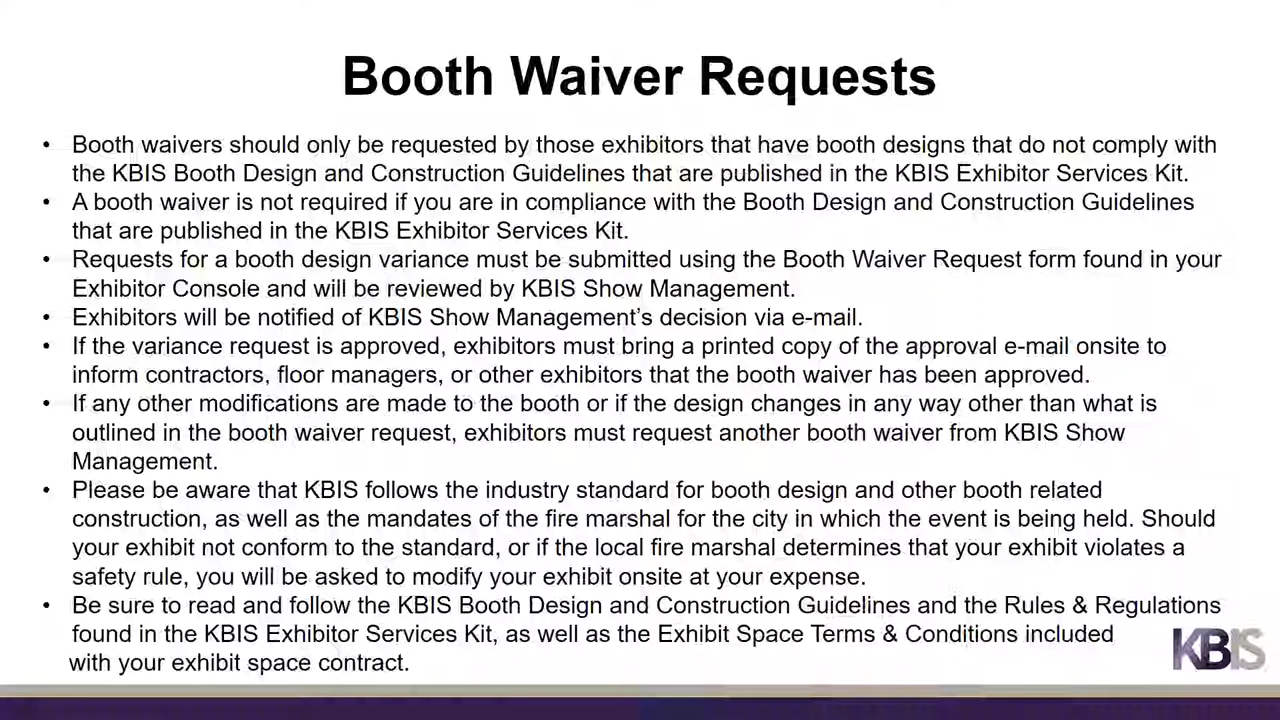 Booth Waiver Requests
• Booth waivers should only be requested by those exhibitors that have booth designs that do not comply with
the KBIS Booth Design and Construction Guidelines that are published in the KBIS Exhibitor Services Kit.
• A booth waiver is not required if you are in compliance with the Booth Design and Construction Guidelines
that are published in the KBIS Exhibitor Services Kit.
• Requests for a booth design variance must be submitted using the Booth Waiver Request form found in your
Exhibitor Console and will be reviewed by KBIS Show Management.
• Exhibitors will be notified of KBIS Show Management’s decision via e-mail.
• If the variance request is approved, exhibitors must bring a printed copy of the approval e-mail onsite to
inform contractors, floor managers, or other exhibitors that the booth waiver has been approved.
• If any other modifications are made to the booth or if the design changes in any way other than what is
outlined in the booth waiver request, exhibitors must request another booth waiver from KBIS Show
Management.
• Please be aware that KBIS follows the industry standard for booth design and other booth related
construction, as well as the mandates of the fire marshal for the city in which the event is being held. Should
your exhibit not conform to the standard, or if the local fire marshal determines that your exhibit violates a
safety rule, you will be asked to modify your exhibit onsite at your expense.
• Be sure to read and follow the KBIS Booth Design and Construction Guidelines and the Rules & Regulations
found in the KBIS Exhibitor Services Kit, as well as the Exhibit Space Terms & Conditions included
with your exhibit space contract.
KBIS